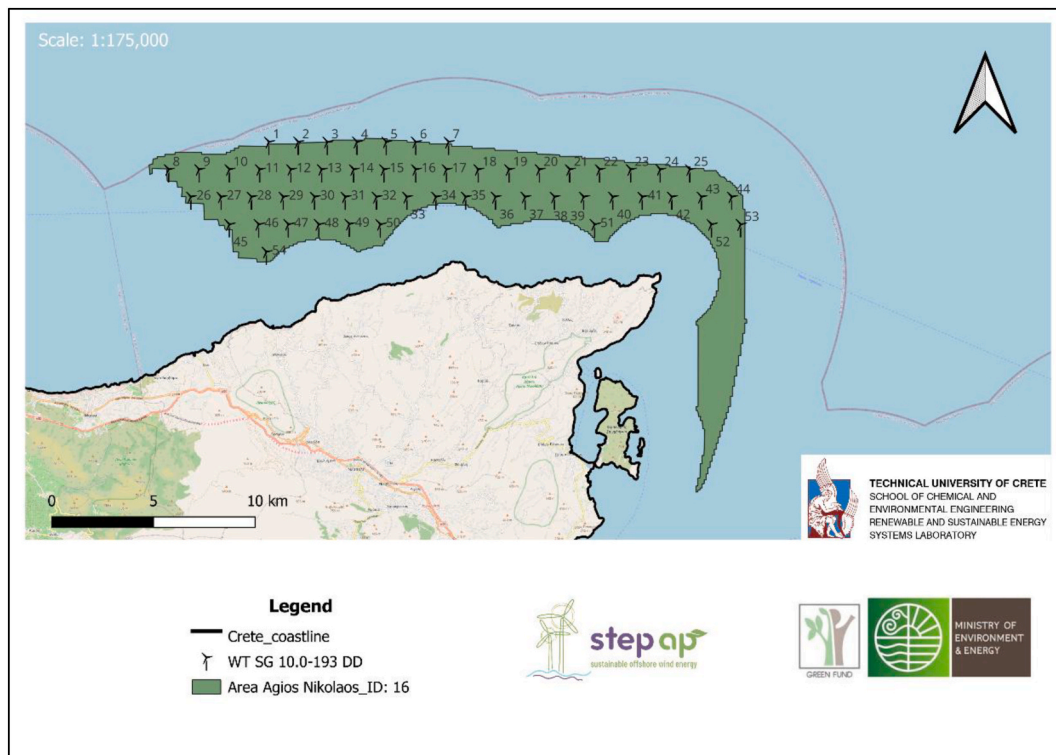 Scale: 1:175,000
1 2 3 4 5 6 7
8 9 10 11 12 13 14 15 16 17 18 19 20 21 22 23 24 25
26 27 28 29 30 31 32 33 34 35 36 37 38 39 40 41 42 43 44
45 46 47 48 49 50 51 52 53
54
0 5 10 km
TECHNICAL UNIVERSITY OF CRETE
SCHOOL OF CHEMICAL AND
ENVIRONMENTAL ENGINEERING
RENEWABLE AND SUSTAINABLE ENERGY
SYSTEMS LABORATORY
Legend
Crete_coastline
WT SG 10.0-193 DD
Area Agios Nikolaos_ID: 16
step ap
sustainable offshore wind energy
GREEN FUND
MINISTRY OF
ENVIRONMENT
& ENERGY